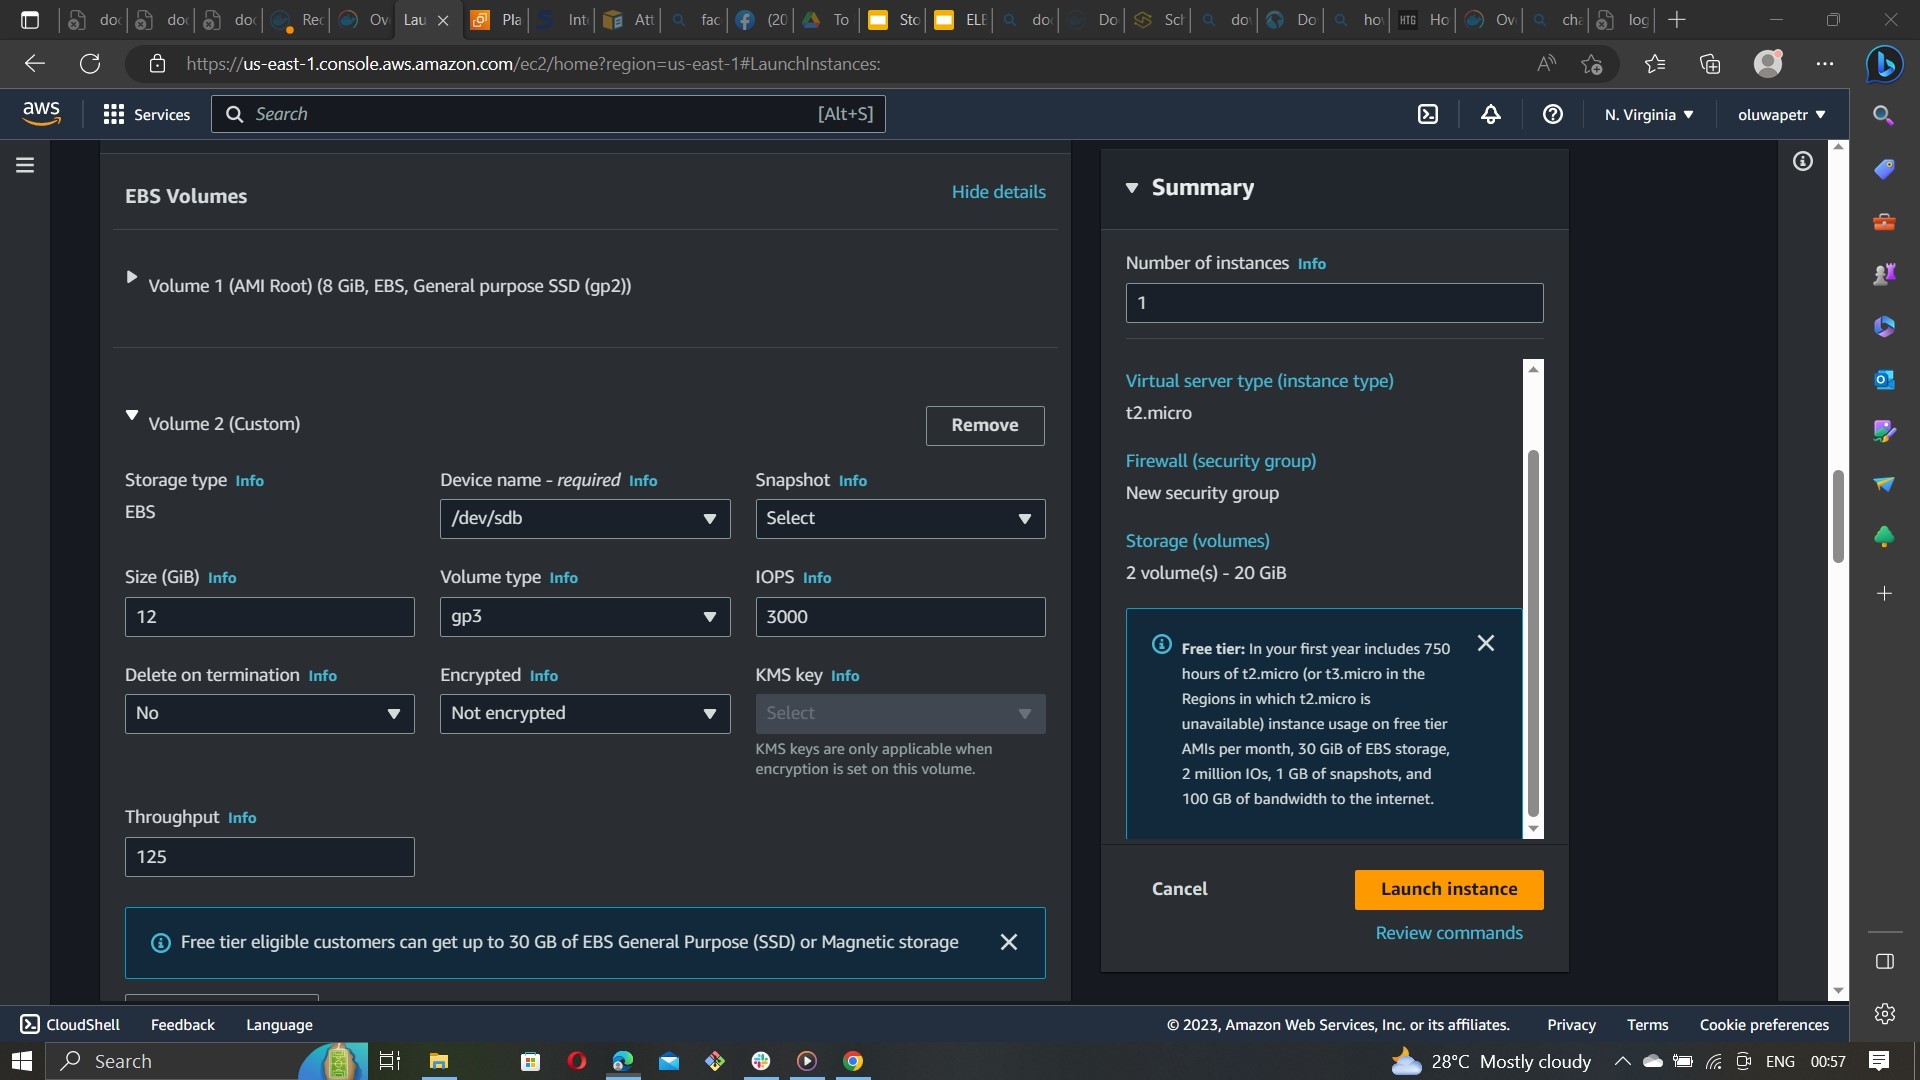 doc
doc
doc
Rec
Ov
Lau
Pla
Int
Att
fac
(20
To
Sto
ELE
doc
Do
Sch
do
Do
ho
HTG
Ho
Ov
cha
log
https://us-east-1.console.aws.amazon.com/ec2/home?region=us-east-1#LaunchInstances:
aws
Services
Search
[Alt+S]
N. Virginia
oluwapetr
EBS Volumes
Hide details
Volume 1 (AMI Root) (8 GiB, EBS, General purpose SSD (gp2))
Volume 2 (Custom)
Remove
Storage type Info
EBS
Device name - required Info
/dev/sdb
Snapshot Info
Select
Size (GiB) Info
12
Volume type Info
gp3
IOPS Info
3000
Delete on termination Info
No
Encrypted Info
Not encrypted
KMS key Info
Select
KMS keys are only applicable when
encryption is set on this volume.
Throughput Info
125
Free tier eligible customers can get up to 30 GB of EBS General Purpose (SSD) or Magnetic storage
Summary
Number of instances Info
1
Virtual server type (instance type)
t2.micro
Firewall (security group)
New security group
Storage (volumes)
2 volume(s) - 20 GiB
Free tier: In your first year includes 750
hours of t2.micro (or t3.micro in the
Regions in which t2.micro is
unavailable) instance usage on free tier
AMIs per month, 30 GiB of EBS storage,
2 million IOs, 1 GB of snapshots, and
100 GB of bandwidth to the internet.
Cancel
Launch instance
Review commands
CloudShell
Feedback
Language
© 2023, Amazon Web Services, Inc. or its affiliates.
Privacy
Terms
Cookie preferences
Search
28°C Mostly cloudy
ENG
00:57